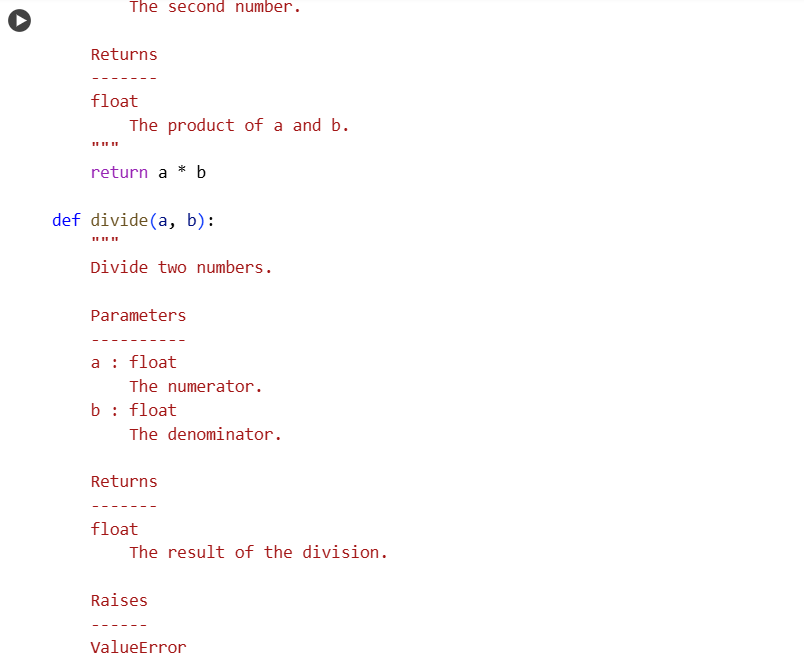 The second number.

    Returns
    -------
    float
        The product of a and b.
    """
    return a * b

def divide(a, b):
    """
    Divide two numbers.

    Parameters
    ----------
    a : float
        The numerator.
    b : float
        The denominator.

    Returns
    -------
    float
        The result of the division.

    Raises
    ------
    ValueError